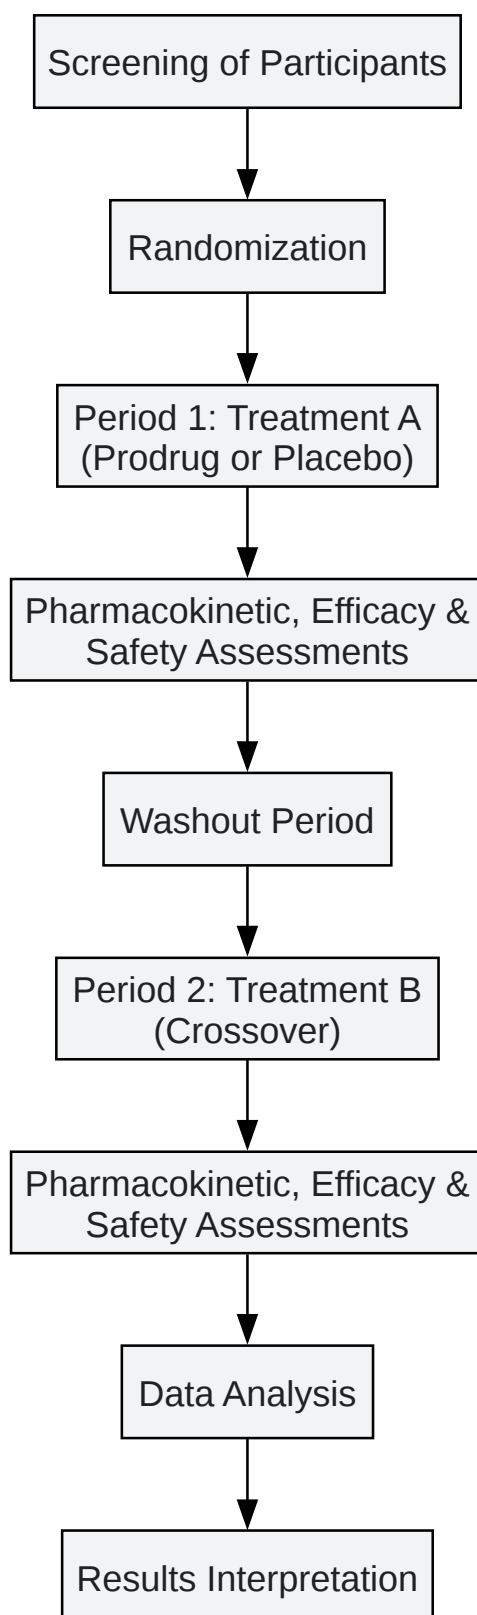 Screening of Participants
Randomization
Period 1: Treatment A
(Prodrug or Placebo)
Pharmacokinetic, Efficacy &
Safety Assessments
Washout Period
Period 2: Treatment B
(Crossover)
Pharmacokinetic, Efficacy &
Safety Assessments
Data Analysis
Results Interpretation